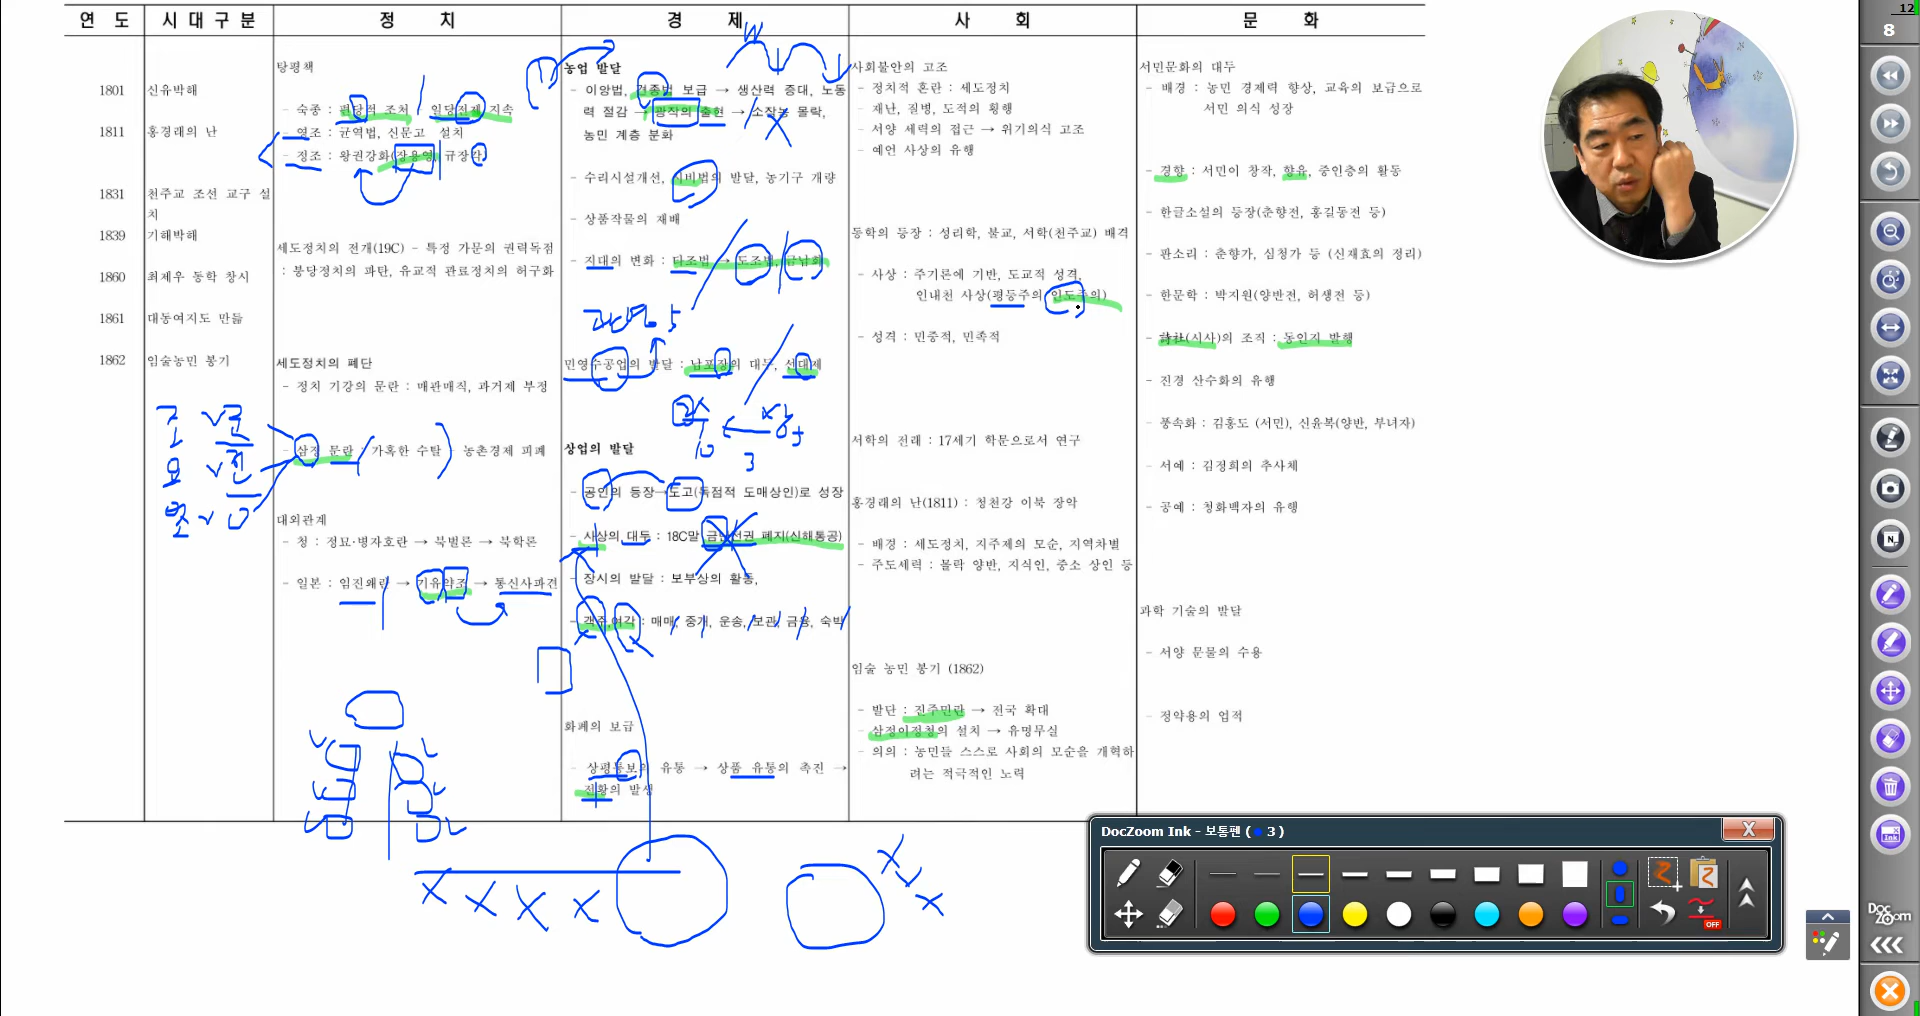 연 도 시 대 구 분 정 치 경 제 사 회 문 화
1801 신유박해
1811 홍경래의 난
1831 천주교 조선 교구 설
치
1839 기해박해
1860 최제우 동학 창시
1861 대동여지도 만듦
1862 임술농민 봉기
탕평책
- 숙종 : 편당적 조처, 일당전제 지속
- 영조 : 균역법, 신문고 설치
- 정조 : 왕권강화(장용영, 규장각)
세도정치의 전개(19C) - 특정 가문의 권력독점
: 붕당정치의 파탄, 유교적 관료정치의 허구화
세도정치의 폐단
- 정치 기강의 문란 : 매관매직, 과거제 부정
- 삼정 문란 가혹한 수탈 농촌경제 피폐
대외관계
- 청 : 정묘·병자호란 → 북벌론 → 북학론
- 일본 : 임진왜란 → 기유약조 → 통신사파견
농업 발달
- 이앙법, 견종법 보급 → 생산력 증대, 노동
력 절감 → 광작의 출현 → 소작농 몰락,
농민 계층 분화
- 수리시설개선, 시비법의 발달, 농기구 개량
- 상품작물의 재배
- 지대의 변화 : 타조법 → 도조법, 금납화
민영수공업의 발달 : 납포장의 대두, 선대제
상업의 발달
- 공인의 등장→도고(독점적 도매상인)로 성장
- 사상의 대두 : 18C말 금난전권 폐지(신해통공)
- 장시의 발달 : 보부상의 활동,
- 객주,여각 : 매매, 중개, 운송, 보관, 금융, 숙박
화폐의 보급
- 상평통보의 유통 → 상품 유통의 촉진 →
전황의 발생
사회불안의 고조
- 정치적 혼란 : 세도정치
- 재난, 질병, 도적의 횡행
- 서양 세력의 접근 → 위기의식 고조
- 예언 사상의 유행
동학의 등장 : 성리학, 불교, 서학(천주교) 배격
- 사상 : 주기론에 기반, 도교적 성격,
인내천 사상(평등주의 인도주의)
- 성격 : 민중적, 민족적
서학의 전래 : 17세기 학문으로서 연구
홍경래의 난(1811) : 청천강 이북 장악
- 배경 : 세도정치, 지주제의 모순, 지역차별
- 주도세력 : 몰락 양반, 지식인, 중소 상인 등
임술 농민 봉기 (1862)
- 발단 : 진주민란 → 전국 확대
- 삼정이정청의 설치 → 유명무실
- 의의 : 농민들 스스로 사회의 모순을 개혁하
려는 적극적인 노력
서민문화의 대두
- 배경 : 농민 경제력 향상, 교육의 보급으로
서민 의식 성장
- 경향 : 서민이 창작, 향유, 중인층의 활동
- 한글소설의 등장(춘향전, 홍길동전 등)
- 판소리 : 춘향가, 심청가 등 (신재효의 정리)
- 한문학 : 박지원(양반전, 허생전 등)
- 詩社(시사)의 조직 : 동인지 발행
- 진경 산수화의 유행
- 풍속화 : 김홍도 (서민), 신윤복(양반, 부녀자)
- 서예 : 김정희의 추사체
- 공예 : 청화백자의 유행
과학 기술의 발달
- 서양 문물의 수용
- 정약용의 업적
DocZoom Ink - 보통펜 ( 3 )
OFF
12
8
Doc
Zoom